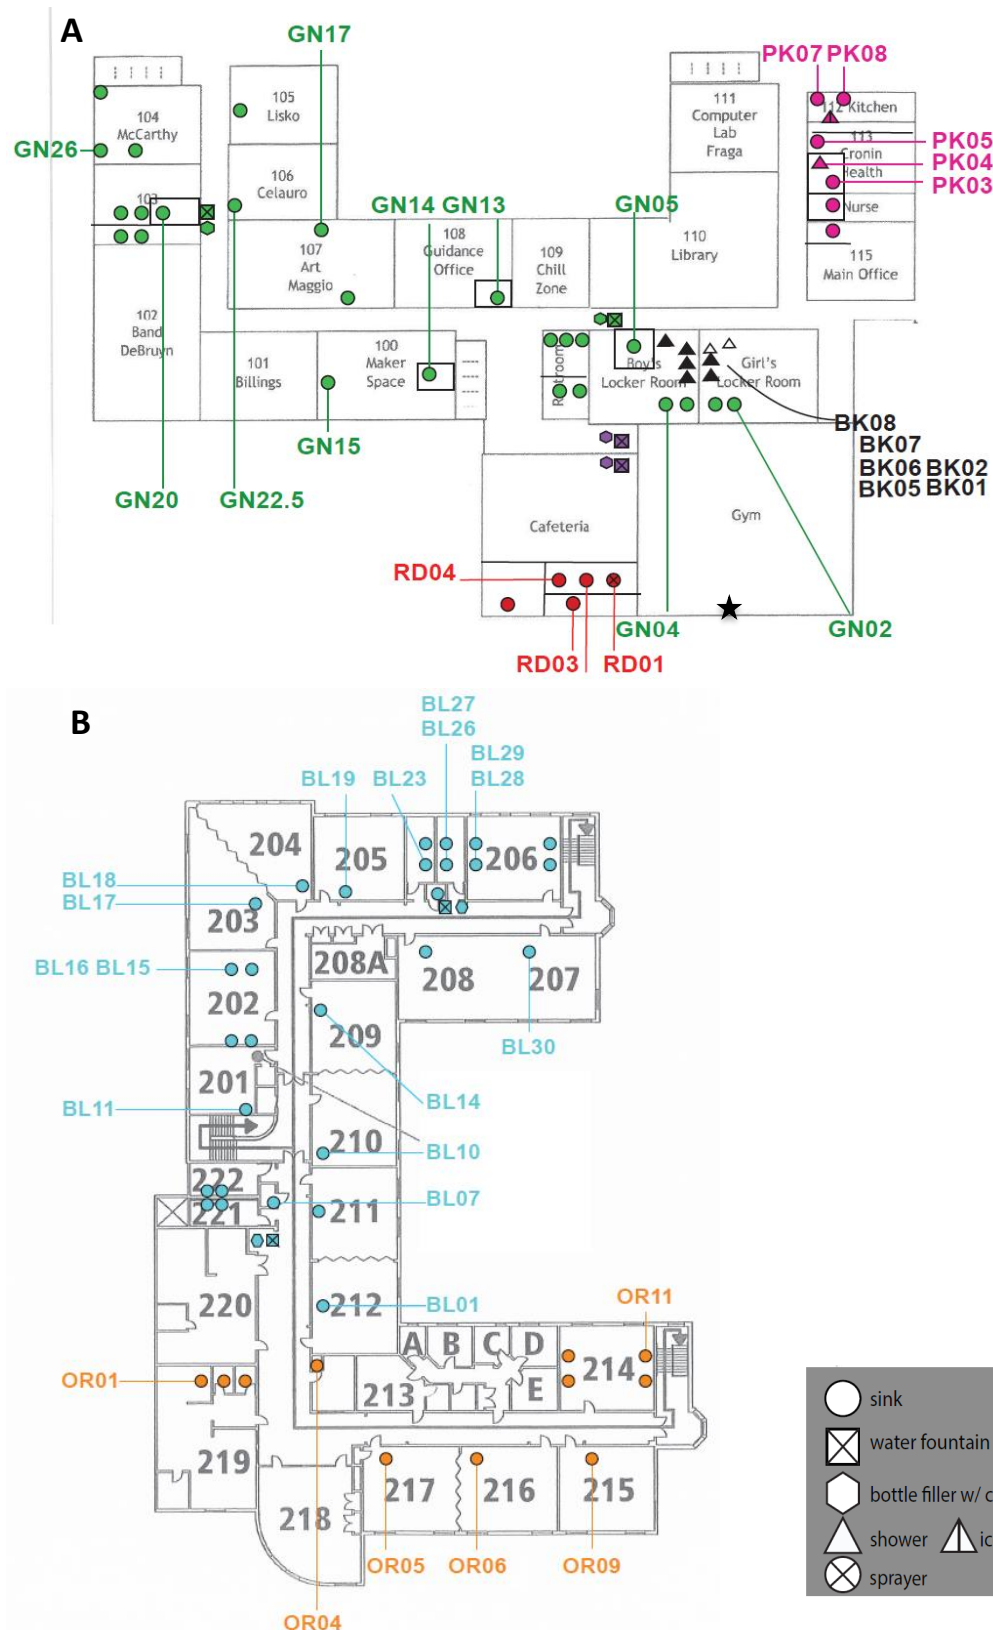 A
GN17
PK07 PK08
105
Lisko
104
McCarthy
111
Computer
Lab
Fraga
112 Kitchen
GN26
PK05
113
Cronin
Health
PK04
PK03
106
Celauro
103
GN14 GN13
GN05
Nurse
107
Art
Maggio
108
Guidance
Office
109
Chill
Zone
110
Library
115
Main Office
102
Band
DeBruyn
101
Billings
100
Maker
Space
Restroom
Boy's
Locker Room
Girl's
Locker Room
BK08
BK07
BK06 BK02
BK05 BK01
GN15
GN20
GN22.5
Cafeteria
Gym
RD04
GN04
GN02
RD03
RD01
B
BL27
BL26
BL29
BL28
BL19
BL23
204
205
206
BL18
BL17
203
208A
BL16 BL15
208
207
202
209
BL30
201
BL14
BL11
210
BL10
222
BL07
221
211
220
212
BL01
OR11
A
B
C
D
OR01
213
E
214
219
217
216
215
218
OR05
OR06
OR09
OR04
sink
water fountain
bottle filler w/ c
shower
ic
sprayer